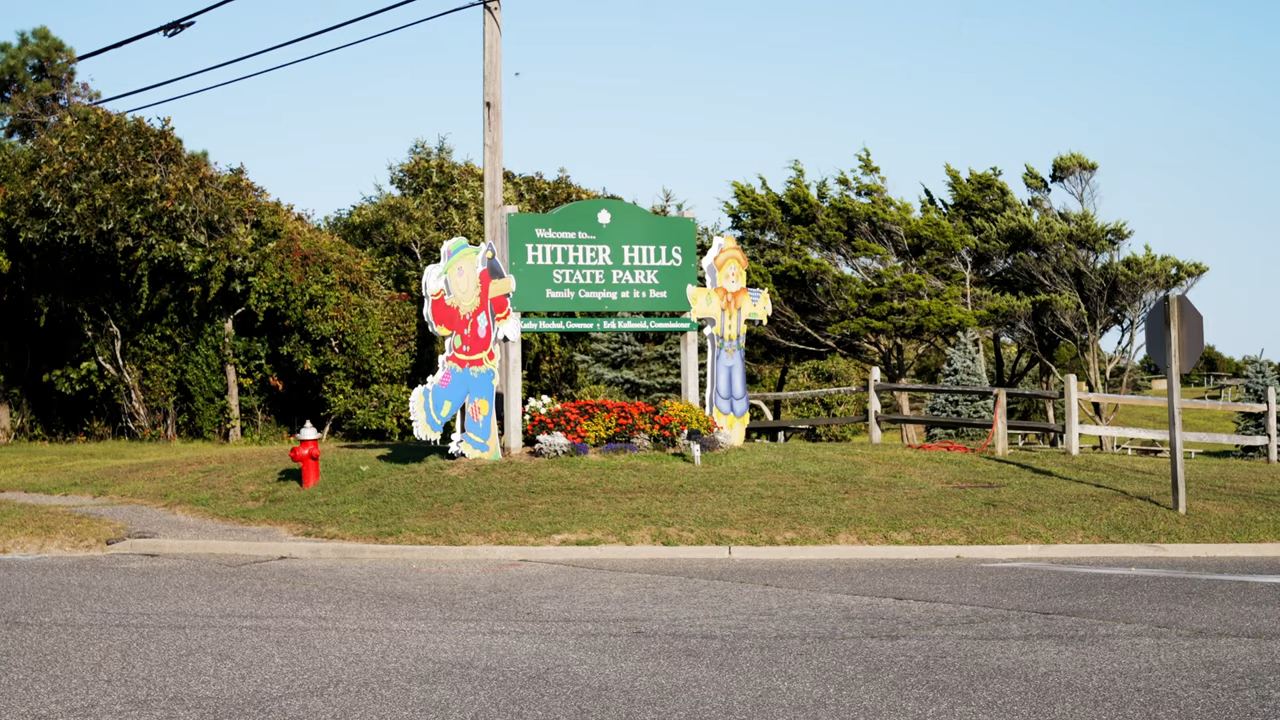 Welcome to...
HITHER HILLS
STATE PARK
Family Camping at it s Best
Kathy Hochul, Governor • Erik Kulleseid, Commissioner